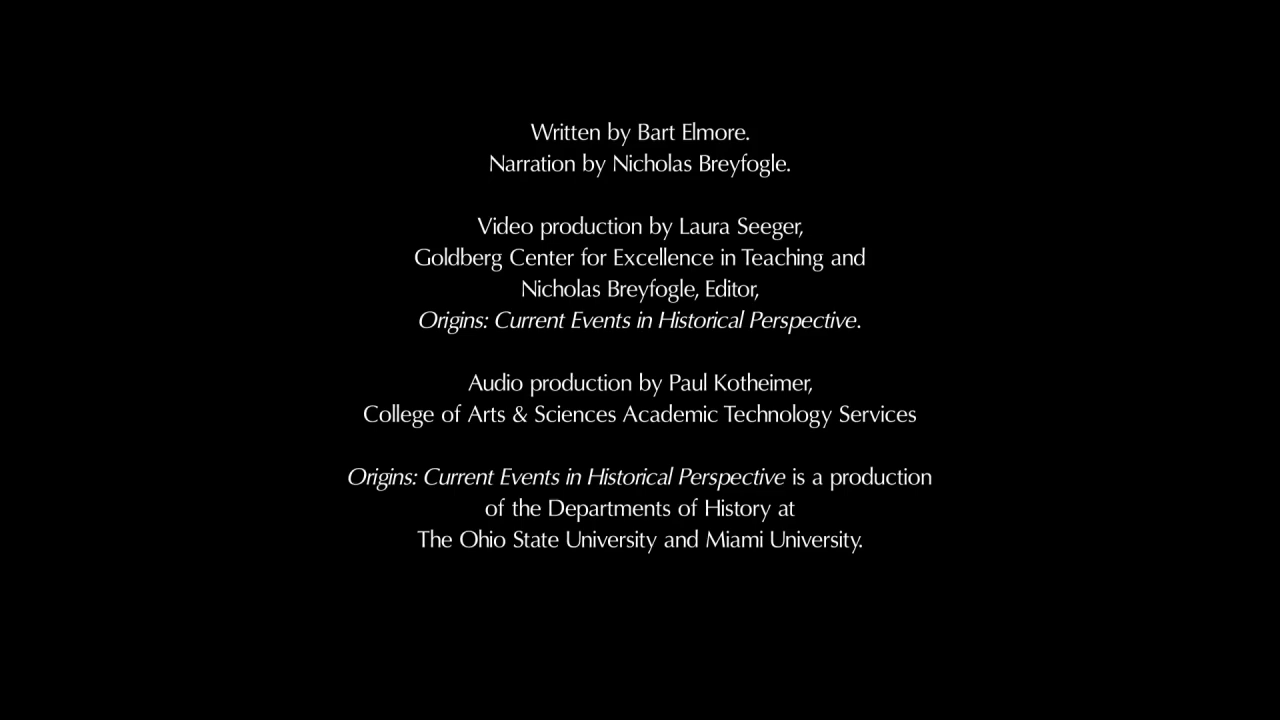 Written by Bart Elmore.
Narration by Nicholas Breyfogle.
Video production by Laura Seeger,
Goldberg Center for Excellence in Teaching and
Nicholas Breyfogle, Editor,
Origins: Current Events in Historical Perspective.
Audio production by Paul Kotheimer,
College of Arts & Sciences Academic Technology Services
Origins: Current Events in Historical Perspective is a production
of the Departments of History at
The Ohio State University and Miami University.